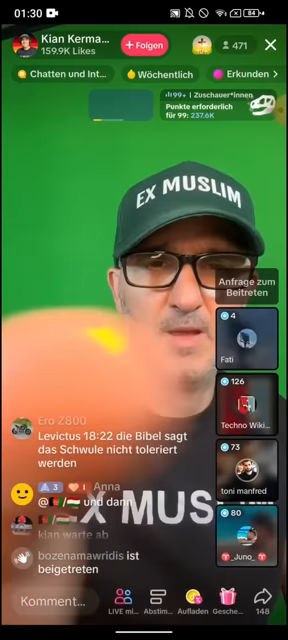 01:30
84
Kian Kerma...
159.9K Likes
+ Folgen
471
Chatten und Int...
Wöchentlich
Erkunden >
99+ | Zuschauer*innen
Punkte erforderlich
für 99: 237.6K
EX MUSLIM
Anfrage zum
Beitreten
4
Fati
126
Techno Wiki...
73
toni manfred
80
_Juno_
Ero Z800
Levictus 18:22 die Bibel sagt
das Schwule nicht toleriert
werden
3 1 Anna
@ / und dann
EX MUS
kian warte ab
bozenamawridis ist
beigetreten
Komment...
LIVE mi...
Abstim...
Aufladen
Gesche...
148